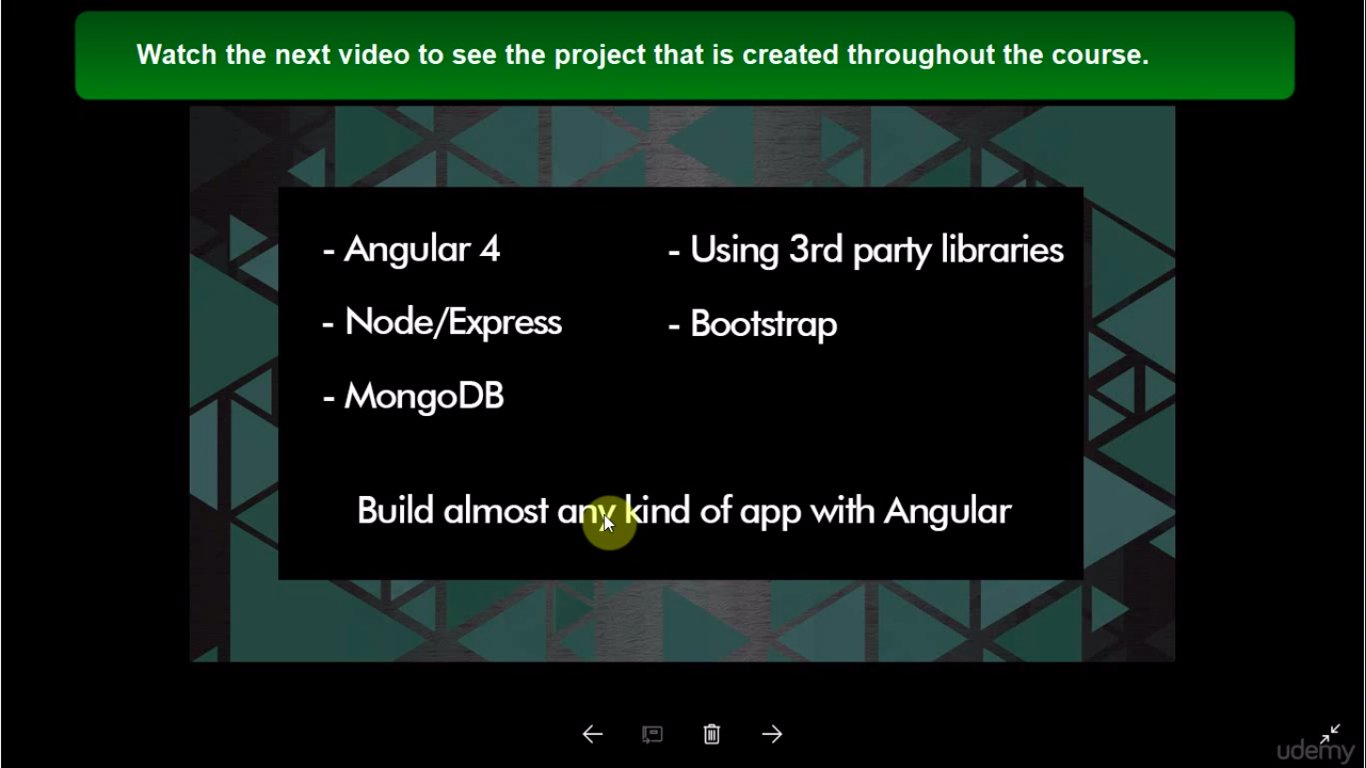 Watch the next video to see the project that is created throughout the course.
- Angular 4
- Node/Express
- MongoDB
- Using 3rd party libraries
- Bootstrap
Build almost any kind of app with Angular
udemy